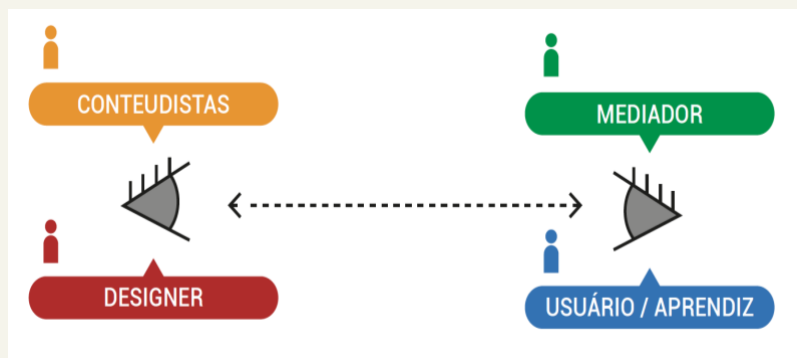 CONTEUDISTAS
MEDIADOR
DESIGNER
USUÁRIO / APRENDIZ